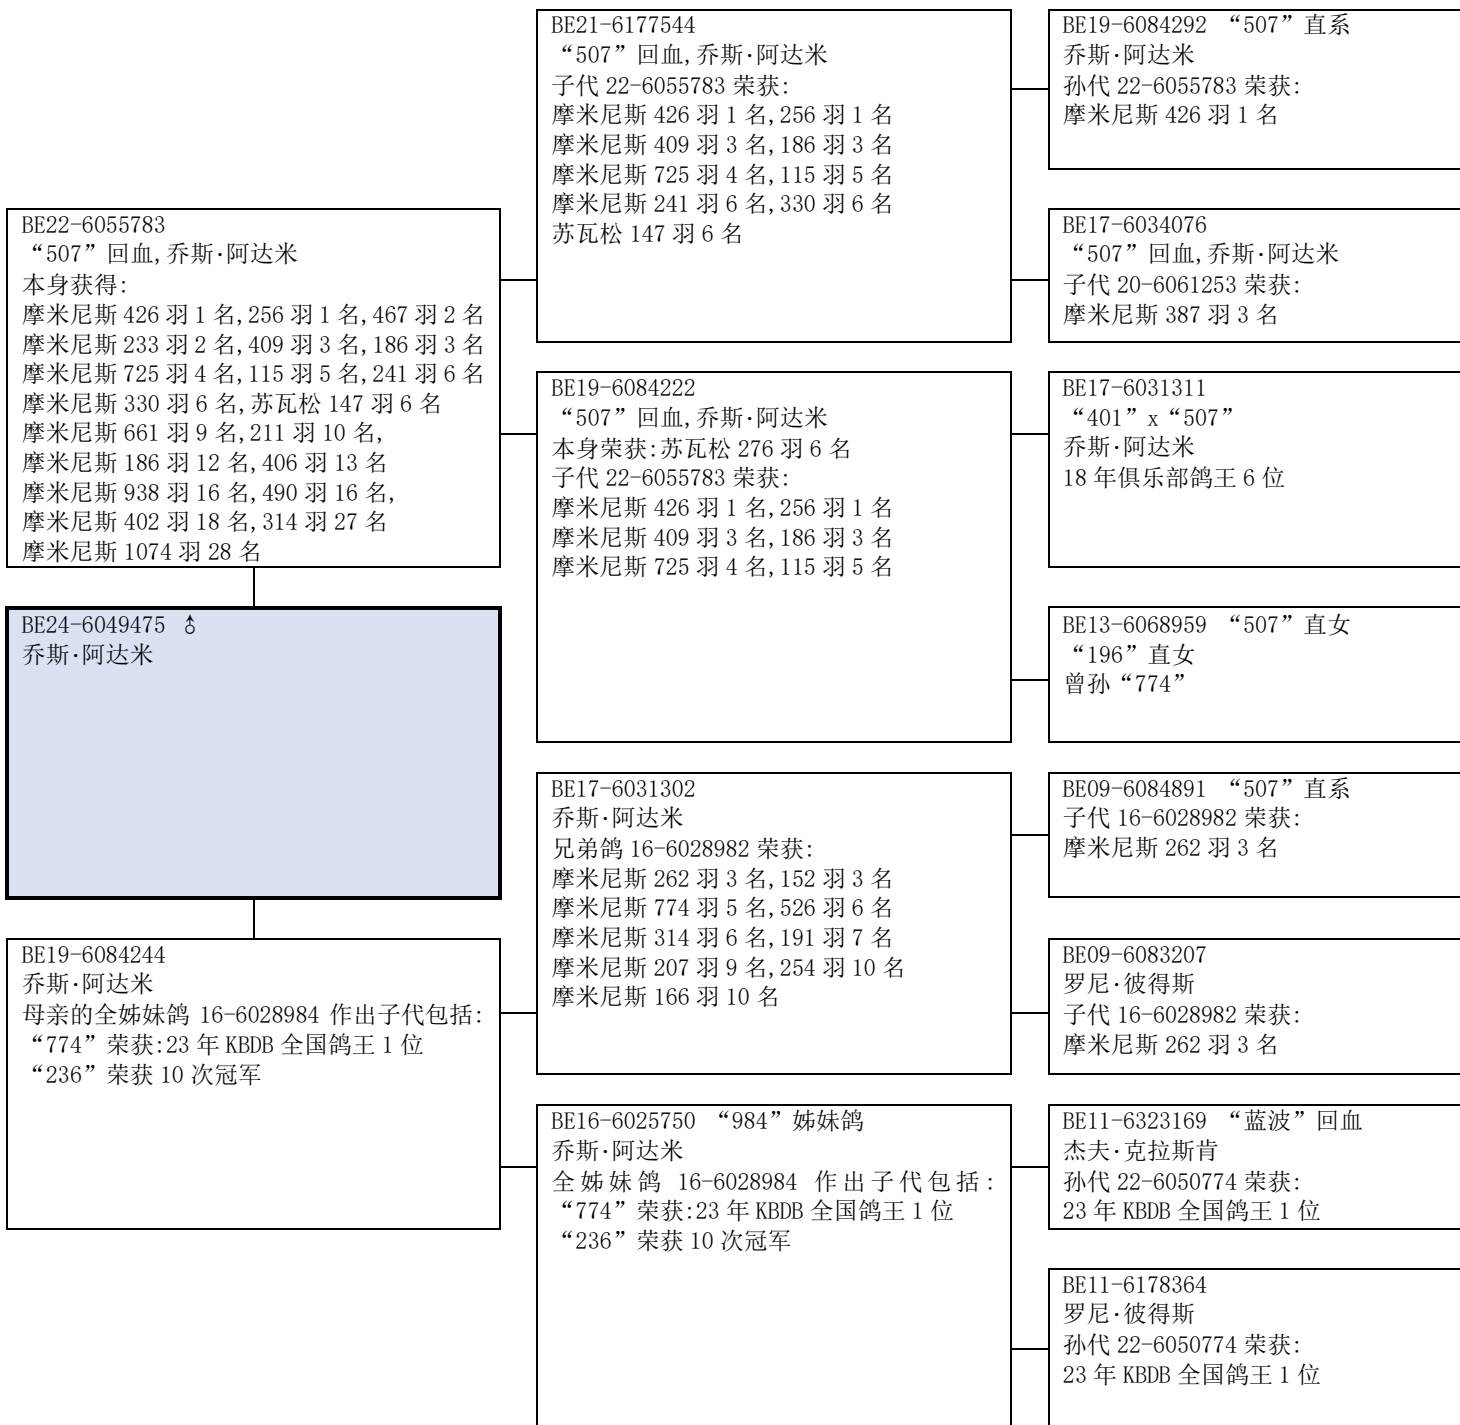 BE22-6055783
“507”回血,乔斯·阿达米
本身获得:
摩米尼斯 426 羽 1 名,256 羽 1 名,467 羽 2 名
摩米尼斯 233 羽 2 名,409 羽 3 名,186 羽 3 名
摩米尼斯 725 羽 4 名,115 羽 5 名,241 羽 6 名
摩米尼斯 330 羽 6 名,苏瓦松 147 羽 6 名
摩米尼斯 661 羽 9 名,211 羽 10 名,
摩米尼斯 186 羽 12 名,406 羽 13 名
摩米尼斯 938 羽 16 名,490 羽 16 名,
摩米尼斯 402 羽 18 名,314 羽 27 名
摩米尼斯 1074 羽 28 名
BE24-6049475 ♂
乔斯·阿达米
BE19-6084244
乔斯·阿达米
母亲的全姊妹鸽 16-6028984 作出子代包括:
“774”荣获:23 年 KBDB 全国鸽王 1 位
“236”荣获 10 次冠军
BE21-6177544
“507”回血,乔斯·阿达米
子代 22-6055783 荣获:
摩米尼斯 426 羽 1 名,256 羽 1 名
摩米尼斯 409 羽 3 名,186 羽 3 名
摩米尼斯 725 羽 4 名,115 羽 5 名
摩米尼斯 241 羽 6 名,330 羽 6 名
苏瓦松 147 羽 6 名
BE19-6084222
“507”回血,乔斯·阿达米
本身荣获:苏瓦松 276 羽 6 名
子代 22-6055783 荣获:
摩米尼斯 426 羽 1 名,256 羽 1 名
摩米尼斯 409 羽 3 名,186 羽 3 名
摩米尼斯 725 羽 4 名,115 羽 5 名
BE17-6031302
乔斯·阿达米
兄弟鸽 16-6028982 荣获:
摩米尼斯 262 羽 3 名,152 羽 3 名
摩米尼斯 774 羽 5 名,526 羽 6 名
摩米尼斯 314 羽 6 名,191 羽 7 名
摩米尼斯 207 羽 9 名,254 羽 10 名
摩米尼斯 166 羽 10 名
BE16-6025750 “984”姊妹鸽
乔斯·阿达米
全姊妹鸽 16-6028984 作出子代包括:
“774”荣获:23 年 KBDB 全国鸽王 1 位
“236”荣获 10 次冠军
BE19-6084292 “507”直系
乔斯·阿达米
孙代 22-6055783 荣获:
摩米尼斯 426 羽 1 名
BE17-6034076
“507”回血,乔斯·阿达米
子代 20-6061253 荣获:
摩米尼斯 387 羽 3 名
BE17-6031311
“401”x“507”
乔斯·阿达米
18 年俱乐部鸽王 6 位
BE13-6068959 “507”直女
“196”直女
曾孙“774”
BE09-6084891 “507”直系
子代 16-6028982 荣获:
摩米尼斯 262 羽 3 名
BE09-6083207
罗尼·彼得斯
子代 16-6028982 荣获:
摩米尼斯 262 羽 3 名
BE11-6323169 “蓝波”回血
杰夫·克拉斯肯
孙代 22-6050774 荣获:
23 年 KBDB 全国鸽王 1 位
BE11-6178364
罗尼·彼得斯
孙代 22-6050774 荣获:
23 年 KBDB 全国鸽王 1 位